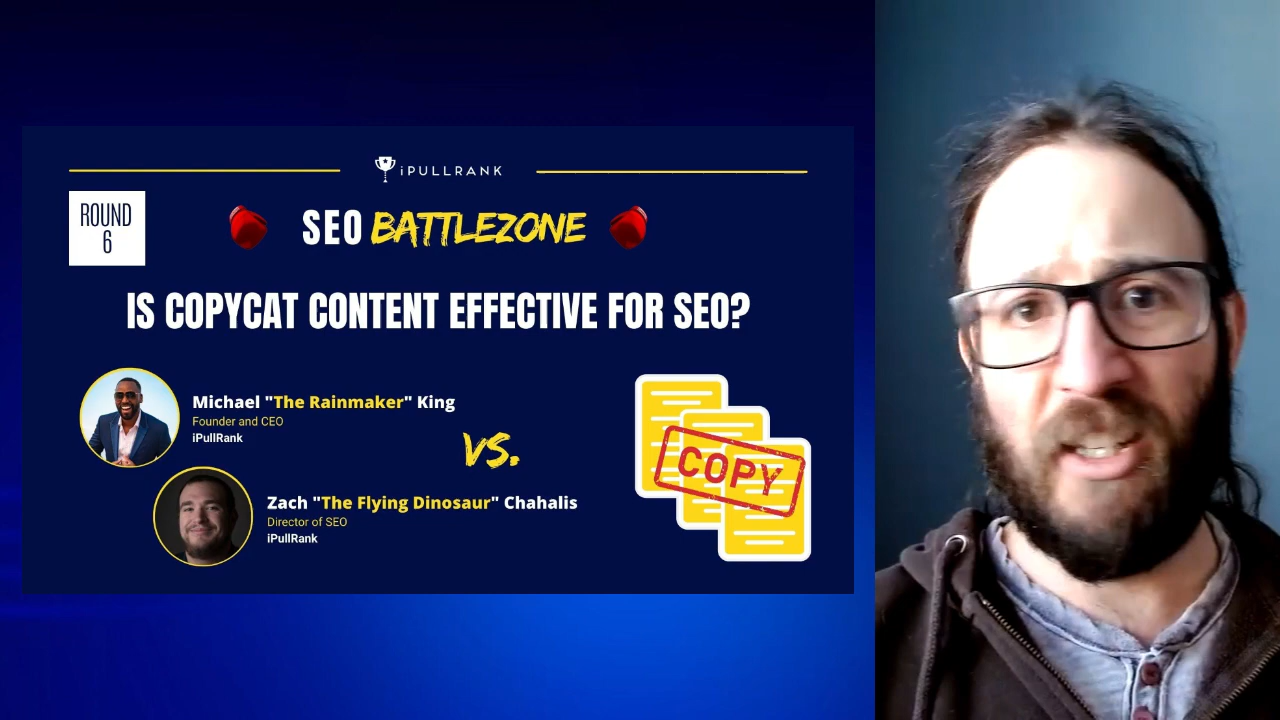 iPULLRANK
ROUND
6
SEO BATTLEZONE
IS COPYCAT CONTENT EFFECTIVE FOR SEO?
Michael "The Rainmaker" King
Founder and CEO
iPullRank
VS.
Zach "The Flying Dinosaur" Chahalis
Director of SEO
iPullRank
COPY